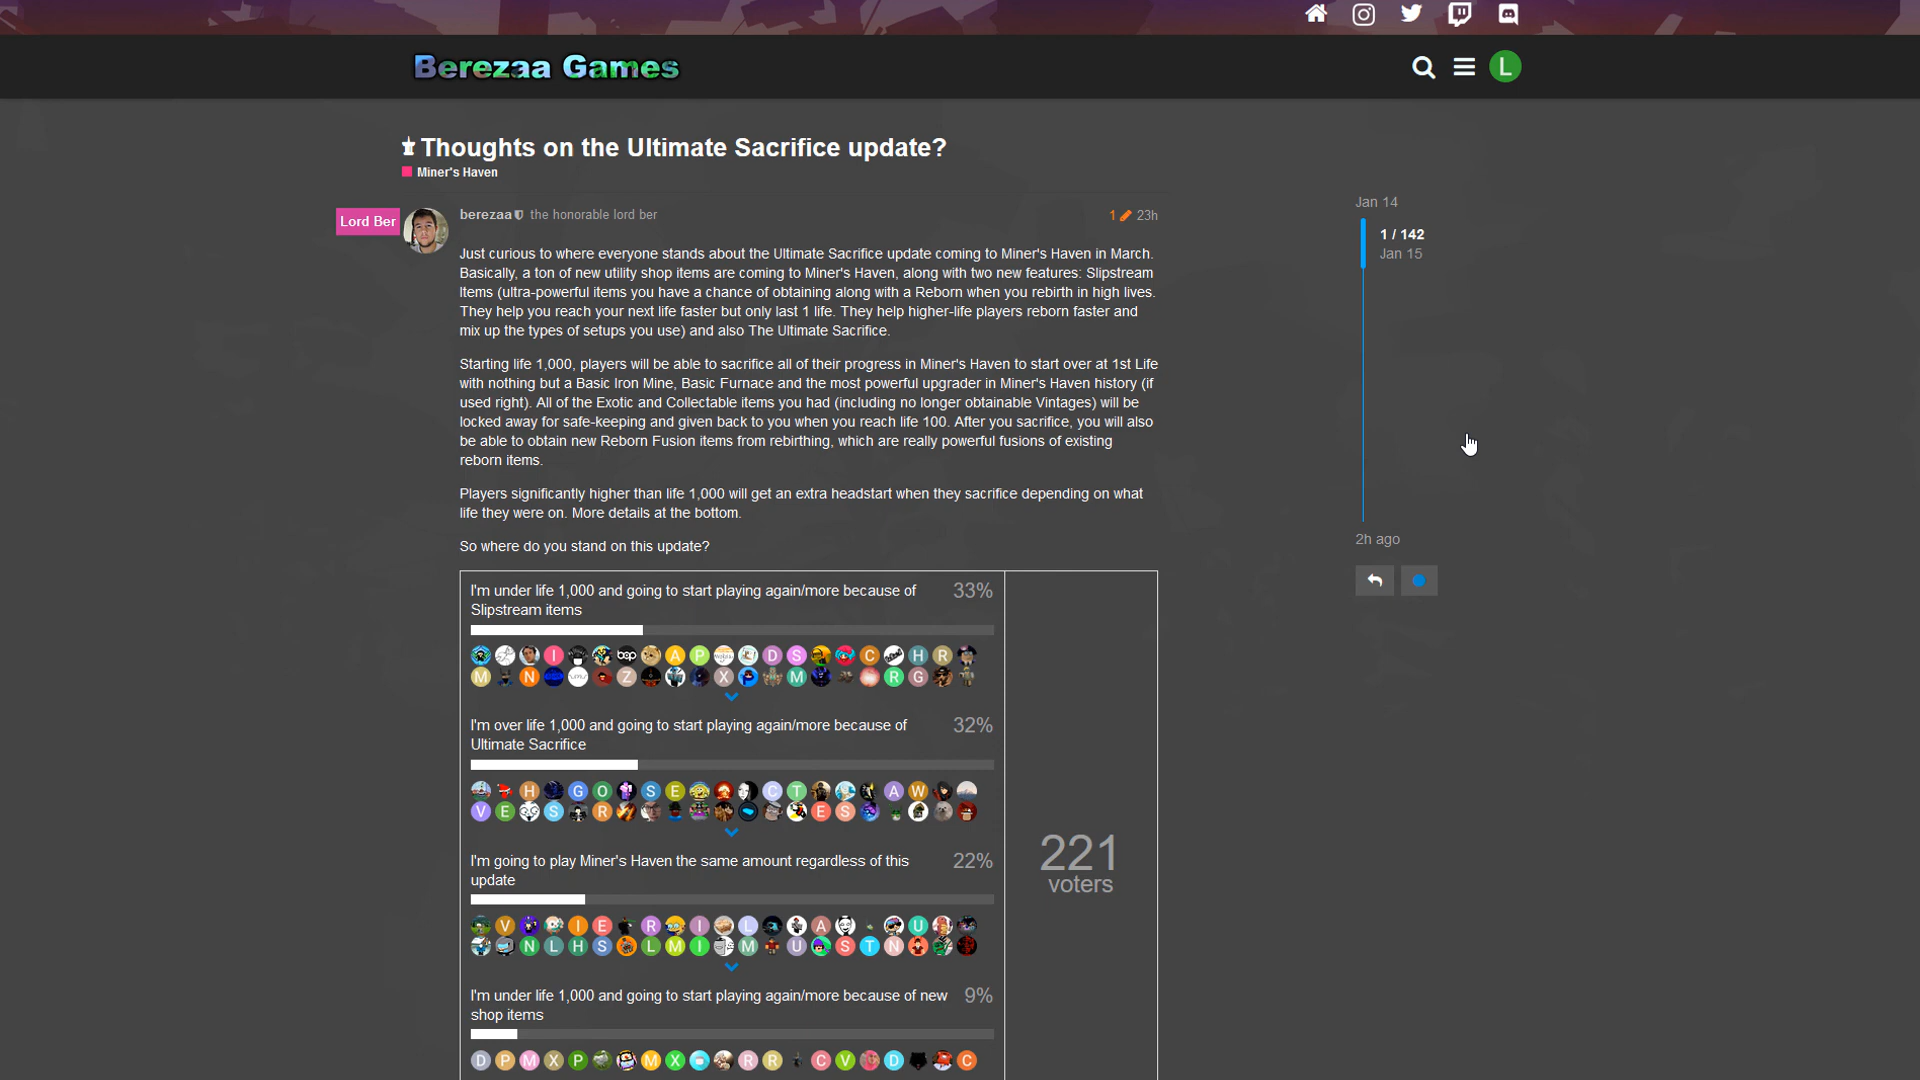 Berezaa Games
L
Thoughts on the Ultimate Sacrifice update?
Miner's Haven
Lord Ber
berezaa the honorable lord ber
1 23h
Just curious to where everyone stands about the Ultimate Sacrifice update coming to Miner's Haven in March.
Basically, a ton of new utility shop items are coming to Miner's Haven, along with two new features: Slipstream
Items (ultra-powerful items you have a chance of obtaining along with a Reborn when you rebirth in high lives.
They help you reach your next life faster but only last 1 life. They help higher-life players reborn faster and
mix up the types of setups you use) and also The Ultimate Sacrifice.
Starting life 1,000, players will be able to sacrifice all of their progress in Miner's Haven to start over at 1st Life
with nothing but a Basic Iron Mine, Basic Furnace and the most powerful upgrader in Miner's Haven history (if
used right). All of the Exotic and Collectable items you had (including no longer obtainable Vintages) will be
locked away for safe-keeping and given back to you when you reach life 100. After you sacrifice, you will also
be able to obtain new Reborn Fusion items from rebirthing, which are really powerful fusions of existing
reborn items.
Players significantly higher than life 1,000 will get an extra headstart when they sacrifice depending on what
life they were on. More details at the bottom.
So where do you stand on this update?
I'm under life 1,000 and going to start playing again/more because of
Slipstream items
33%
I bop A P D S C H R
M N Z X M R G
I'm over life 1,000 and going to start playing again/more because of
Ultimate Sacrifice
32%
H G O S E C T A W
V E S R E S
I'm going to play Miner's Haven the same amount regardless of this
update
22%
V I E R I L A U
N L H S L M I M U S T N
I'm under life 1,000 and going to start playing again/more because of new
shop items
9%
D P M X P M X R R C V D C
221
voters
Jan 14
1 / 142
Jan 15
2h ago